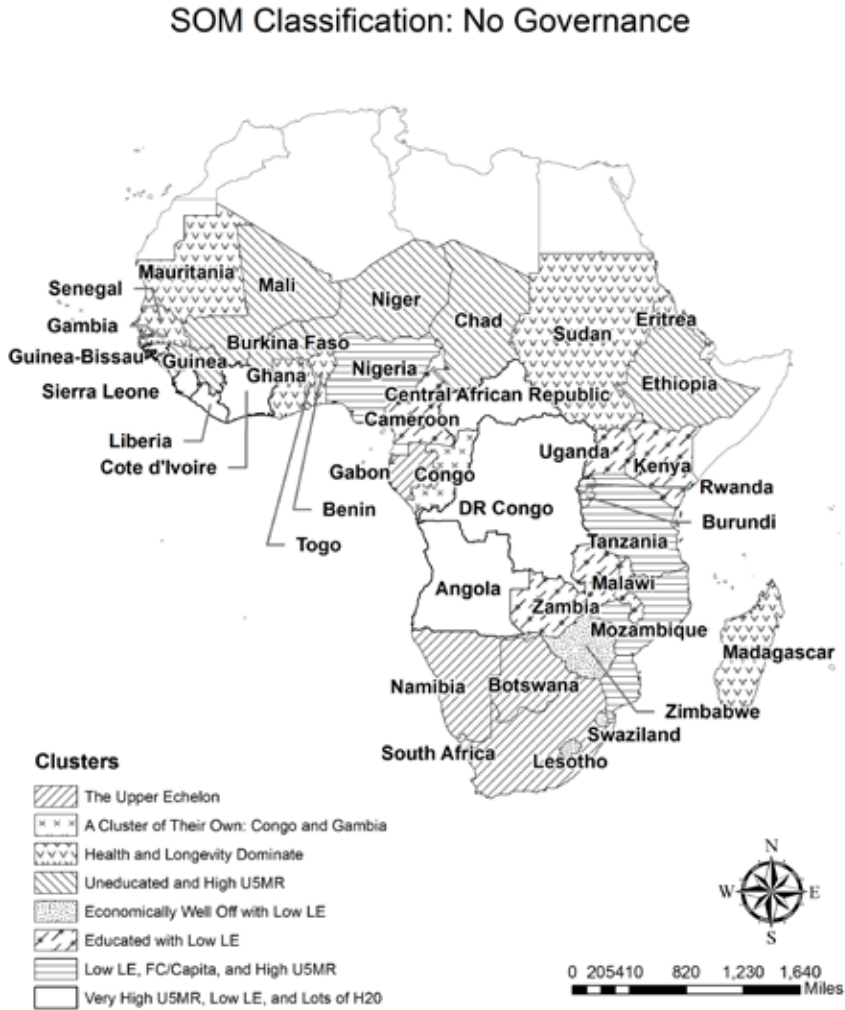 SOM Classification: No Governance
Mauritania
Mali
Senegal
Niger
Chad
Eritrea
Gambia
Sudan
Burkina Faso
Guinea-Bissau
Guinea
Nigeria
Ghana
Ethiopia
Sierra Leone
Central African Republic
Cameroon
Liberia
Uganda
Kenya
Cote d'Ivoire
Gabon
Congo
Rwanda
Benin
DR Congo
Burundi
Togo
Tanzania
Angola
Malawi
Zambia
Mozambique
Madagascar
Namibia
Botswana
Zimbabwe
Swaziland
South Africa
Lesotho
Clusters
The Upper Echelon
A Cluster of Their Own: Congo and Gambia
Health and Longevity Dominate
Uneducated and High U5MR
Economically Well Off with Low LE
Educated with Low LE
Low LE, FC/Capita, and High U5MR
Very High U5MR, Low LE, and Lots of H20
N
W E
S
0 205410 820 1,230 1,640
Miles